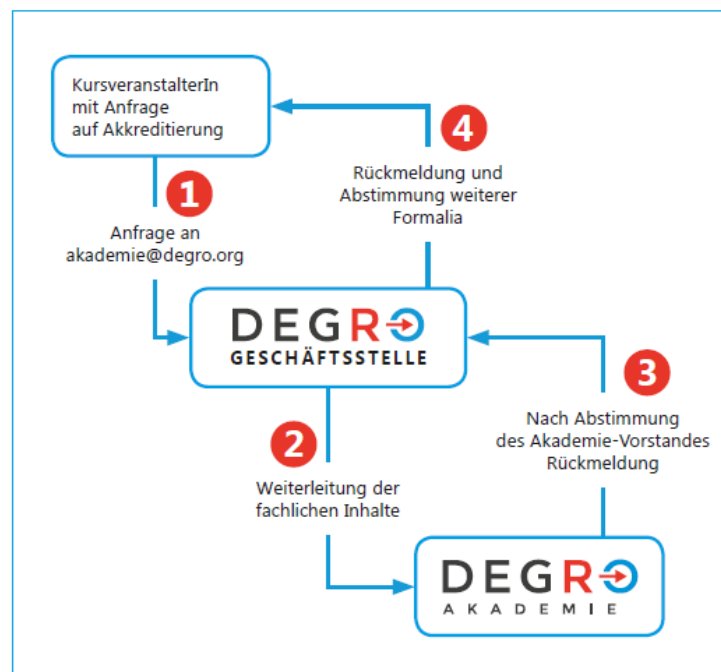 KursveranstalterIn
mit Anfrage
auf Akkreditierung
1
Anfrage an
akademie@degro.org
4
Rückmeldung und
Abstimmung weiterer
Formalia
DEGRO
GESCHÄFTSSTELLE
2
Weiterleitung der
fachlichen Inhalte
3
Nach Abstimmung
des Akademie-Vorstandes
Rückmeldung
DEGRO
AKADEMIE